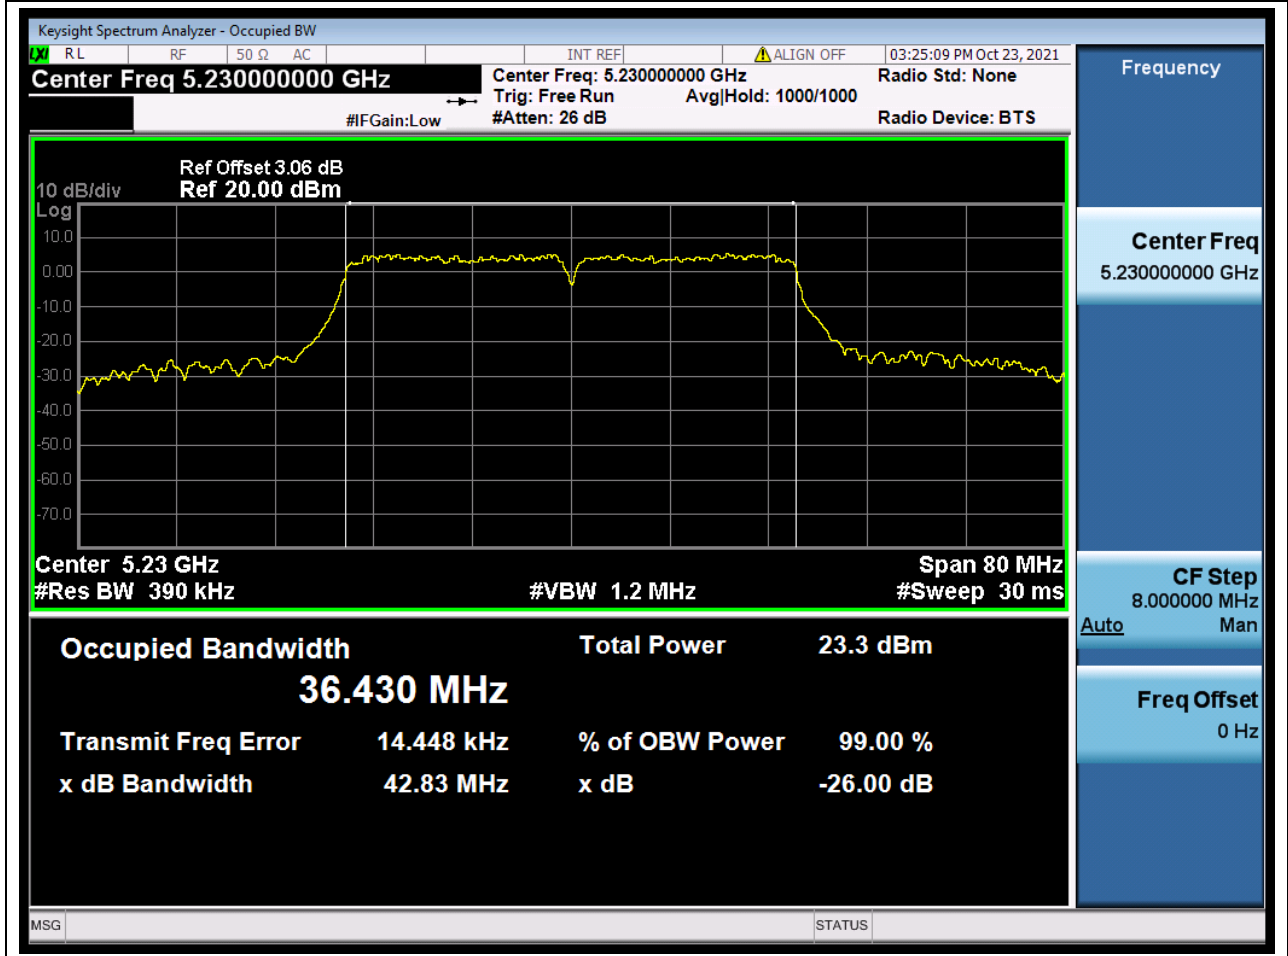 Keysight Spectrum Analyzer - Occupied BW
LXI RL RF 50 Ω AC INT REF ALIGN OFF 03:25:09 PM Oct 23, 2021
Center Freq 5.230000000 GHz
Center Freq: 5.230000000 GHz
Radio Std: None
Trig: Free Run Avg|Hold: 1000/1000
#IFGain:Low
#Atten: 26 dB
Radio Device: BTS
Ref Offset 3.06 dB
10 dB/div Ref 20.00 dBm
Log
10.0
0.00
-10.0
-20.0
-30.0
-40.0
-50.0
-60.0
-70.0
Center 5.23 GHz Span 80 MHz
#Res BW 390 kHz #VBW 1.2 MHz #Sweep 30 ms
Occupied Bandwidth Total Power 23.3 dBm
36.430 MHz
Transmit Freq Error 14.448 kHz % of OBW Power 99.00 %
x dB Bandwidth 42.83 MHz x dB -26.00 dB
MSG STATUS
Frequency
Center Freq
5.230000000 GHz
CF Step
8.000000 MHz
Auto Man
Freq Offset
0 Hz